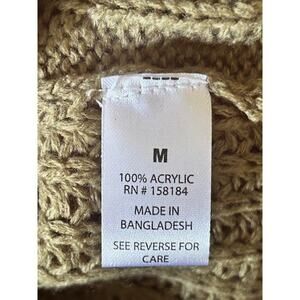 M
100% ACRYLIC
RN # 158184
MADE IN
BANGLADESH
SEE REVERSE FOR
CARE